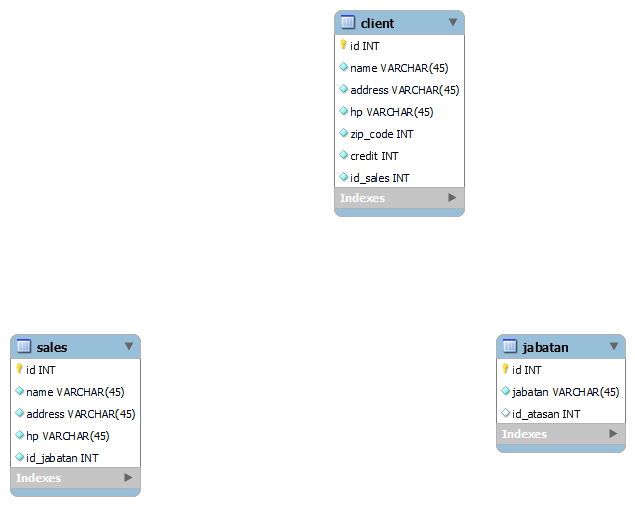 client
id INT
name VARCHAR(45)
address VARCHAR(45)
hp VARCHAR(45)
zip_code INT
credit INT
id_sales INT
Indexes
sales
id INT
name VARCHAR(45)
address VARCHAR(45)
hp VARCHAR(45)
id_jabatan INT
Indexes
jabatan
id INT
jabatan VARCHAR(45)
id_atasan INT
Indexes